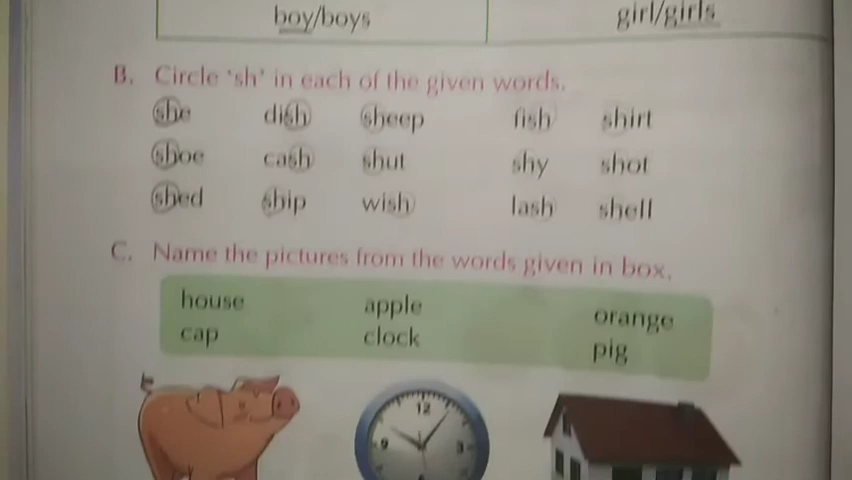 boy/boys girl/girls
B. Circle 'sh' in each of the given words.
she dish sheep fish shirt
shoe cash shut shy shot
shed ship wish lash shell
C. Name the pictures from the words given in box.
house apple orange
cap clock pig
12
9 3